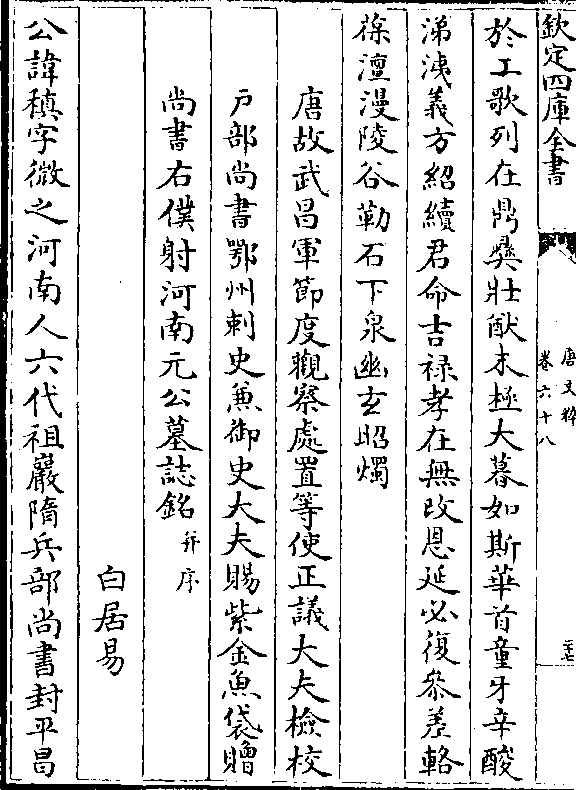 欽定四庫全書
唐文粹
卷六十八
於工歌列在鼎彝壯猷未極大暮如斯華首童牙辛酸
涕洟義方紹續君命吉禄孝在無改恩延必復參差輅
葆澶漫陵谷勒石下泉幽玄昭燭
唐故武昌軍節度觀察處置等使正議大夫檢校
户部尚書鄂州刺史兼御史大夫賜紫金魚袋贈
尚書右僕射河南元公墓誌銘并序
白居易
公諱稹字微之河南人六代祖巖隋兵部尚書封平昌